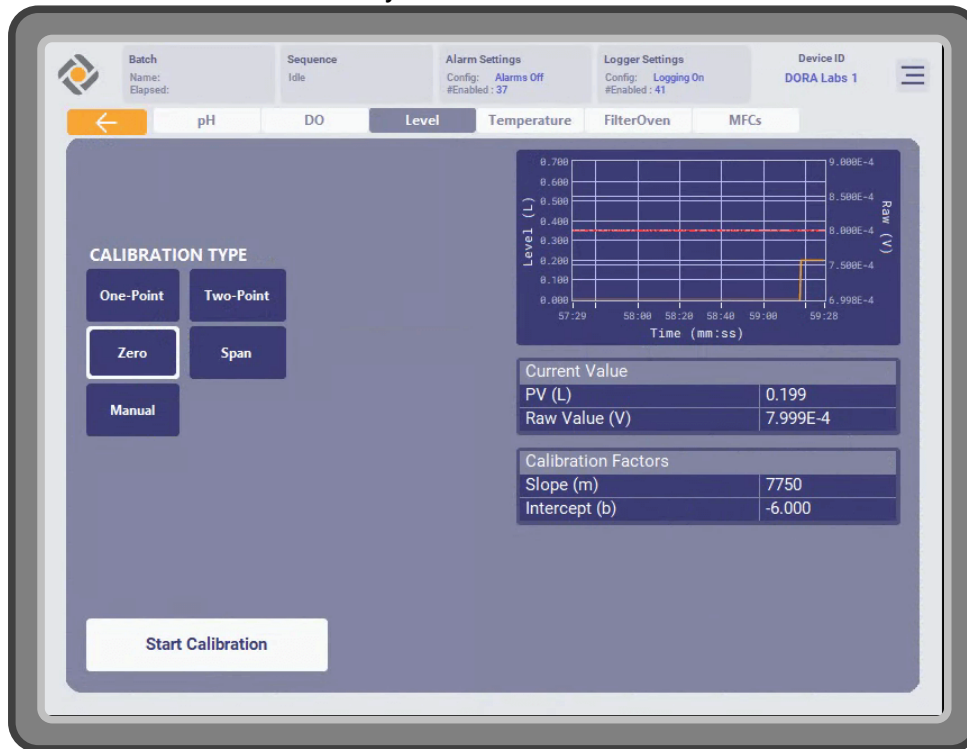 Batch
Name:
Elapsed:
Sequence
Idle
Alarm Settings
Config: Alarms Off
#Enabled : 37
Logger Settings
Config: Logging On
#Enabled : 41
Device ID
DORA Labs 1
pH DO Level Temperature FilterOven MFCs
CALIBRATION TYPE
One-Point Two-Point
Zero Span
Manual
Start Calibration
Level (L)
0.700
0.600
0.500
0.400
0.300
0.200
0.100
0.000
9.000E-4
8.500E-4
8.000E-4
7.500E-4
6.998E-4
Raw (V)
57:29 58:00 58:20 58:40 59:00 59:28
Time (mm:ss)
Current Value
PV (L) 0.199
Raw Value (V) 7.999E-4
Calibration Factors
Slope (m) 7750
Intercept (b) -6.000